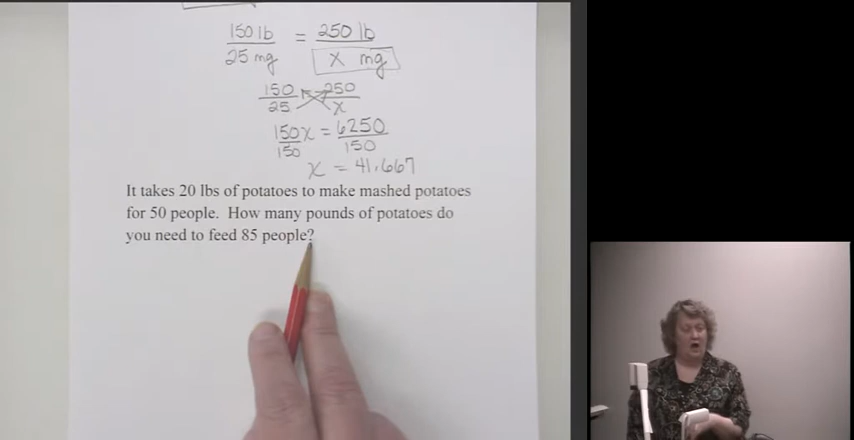 150 lb = 250 lb
25 mg x mg
150 250
25 x
150x = 6250
150 150
x = 41.667
It takes 20 lbs of potatoes to make mashed potatoes
for 50 people. How many pounds of potatoes do
you need to feed 85 people?